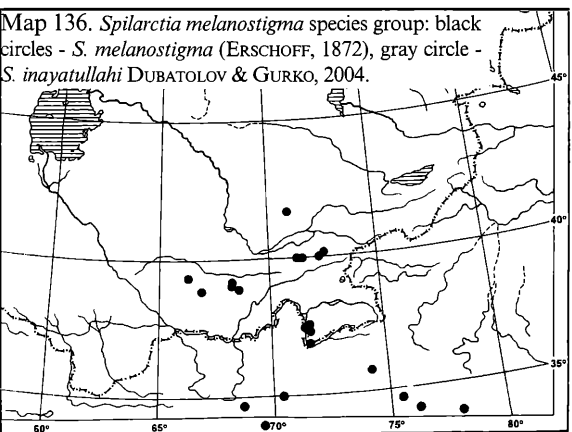 Map 136. Spilarctia melanostigma species group: black
circles - S. melanostigma (ERSCHOFF, 1872), gray circle -
S. inayatullahi DUBATOLOV & GURKO, 2004.
45°
40°
35°
60°
65°
70°
75°
80°